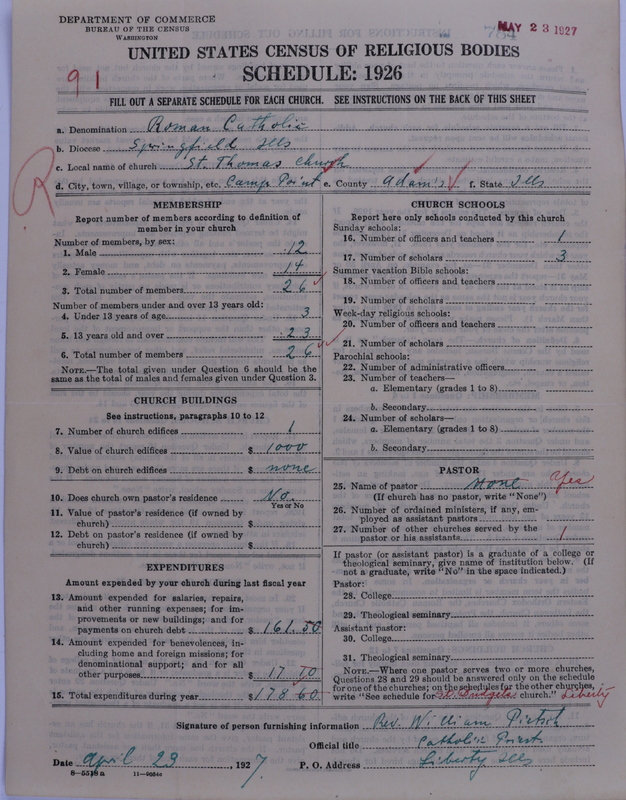 DEPARTMENT OF COMMERCE
BUREAU OF THE CENSUS
WASHINGTON
MAY 23 1927
UNITED STATES CENSUS OF RELIGIOUS BODIES
SCHEDULE: 1926
91
FILL OUT A SEPARATE SCHEDULE FOR EACH CHURCH. SEE INSTRUCTIONS ON THE BACK OF THIS SHEET
a. Denomination Roman Catholic
b. Diocese Springfield Ills
c. Local name of church St. Thomas Church
R
d. City, town, village, or township, etc. Camp Point e. County Adam's f. State Ills
MEMBERSHIP
Report number of members according to definition of
member in your church
Number of members, by sex:
1. Male 12
2. Female 14
3. Total number of members 26
Number of members under and over 13 years old:
4. Under 13 years of age 3
5. 13 years old and over 23
6. Total number of members 26
NOTE.—The total given under Question 6 should be
the same as the total of males and females given under Question 3.
CHURCH BUILDINGS
See instructions, paragraphs 10 to 12
7. Number of church edifices 1
8. Value of church edifices $ 1000
9. Debt on church edifices $ none
10. Does church own pastor's residence No.
Yes or No
11. Value of pastor's residence (if owned by
church) $
12. Debt on pastor's residence (if owned by
church) $
EXPENDITURES
Amount expended by your church during last fiscal year
13. Amount expended for salaries, repairs,
and other running expenses; for im-
provements or new buildings; and for
payments on church debt $ 161.50
14. Amount expended for benevolences, in-
cluding home and foreign missions; for
denominational support; and for all
other purposes 17
15. Total expenditures during year $ 178 60
CHURCH SCHOOLS
Report here only schools conducted by this church
Sunday schools:
16. Number of officers and teachers 1
17. Number of scholars 3
Summer vacation Bible schools:
18. Number of officers and teachers
19. Number of scholars
Week-day religious schools:
20. Number of officers and teachers
21. Number of scholars
Parochial schools:
22. Number of administrative officers
23. Number of teachers—
a. Elementary (grades 1 to 8)
b. Secondary
24. Number of scholars—
a. Elementary (grades 1 to 8)
b. Secondary
PASTOR
25. Name of pastor none Yes
(If church has no pastor, write "None")
26. Number of ordained ministers, if any, em-
ployed as assistant pastors
27. Number of other churches served by the
pastor or his assistants 1
If pastor (or assistant pastor) is a graduate of a college or
theological seminary, give name of institution below. (If
not a graduate, write "No" in the space indicated.)
Pastor:
28. College
29. Theological seminary
Assistant pastor:
30. College
31. Theological seminary
NOTE.—Where one pastor serves two or more churches,
Questions 28 and 29 should be answered only on the schedule
for one of the churches; on the schedules for the other churches,
write "See schedule for church." Liberty
Signature of person furnishing information Rev. William Pietsch
Official title Catholic Priest
Date april 23, 1927 P. O. Address Liberty Ills
8—5518a 11—9564a